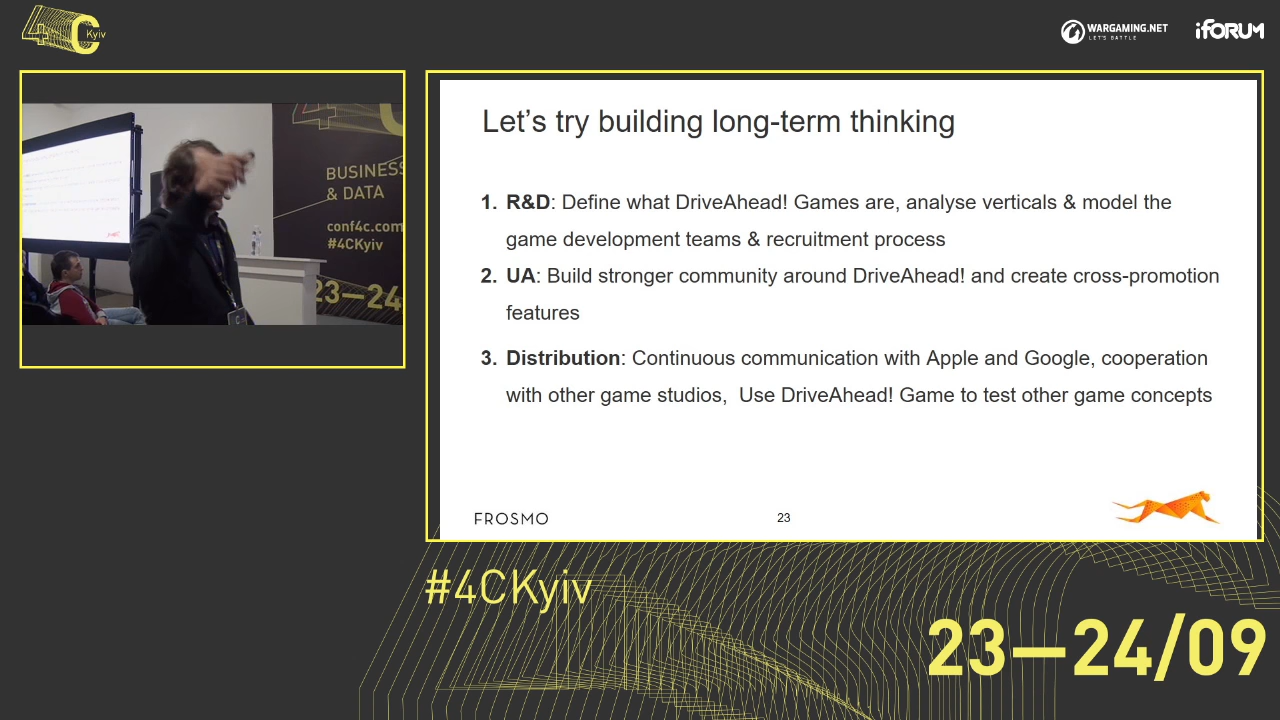 4C Kyiv
WARGAMING.NET
LET'S BATTLE
iFORUM
BUSINESS
& DATA
conf4c.com
#4CKyiv
23—24
Let's try building long-term thinking
1. R&D: Define what DriveAhead! Games are, analyse verticals & model the
game development teams & recruitment process
2. UA: Build stronger community around DriveAhead! and create cross-promotion
features
3. Distribution: Continuous communication with Apple and Google, cooperation
with other game studios,  Use DriveAhead! Game to test other game concepts
FROSMO
23
#4CKyiv
23—24/09